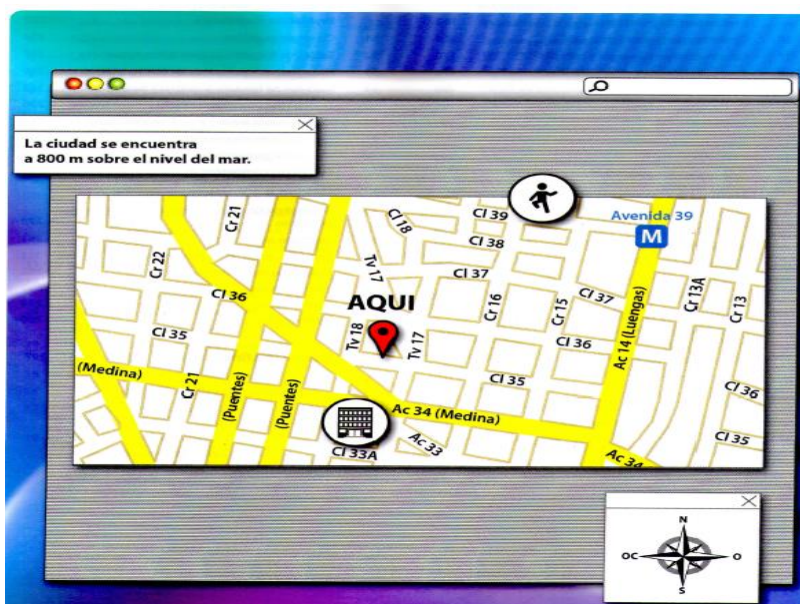 La ciudad se encuentra
a 800 m sobre el nivel del mar.
Cl 39
Avenida 39
M
Cr 21
Cl 18
Cl 38
Cr 22
Tv 17
Cl 37
Cl 36
AQUI
Cr 16
Cr 15
Cl 37
Cr 13A
Cr 13
Cl 35
Tv 18
Tv 17
Cl 36
Ac 14 (Luengas)
(Medina)
Cr 21
(Puentes)
(Puentes)
Cl 35
Cl 36
Ac 34 (Medina)
Cl 35
Cl 33A
Ac 33
Ac 34
N
OC
O
S